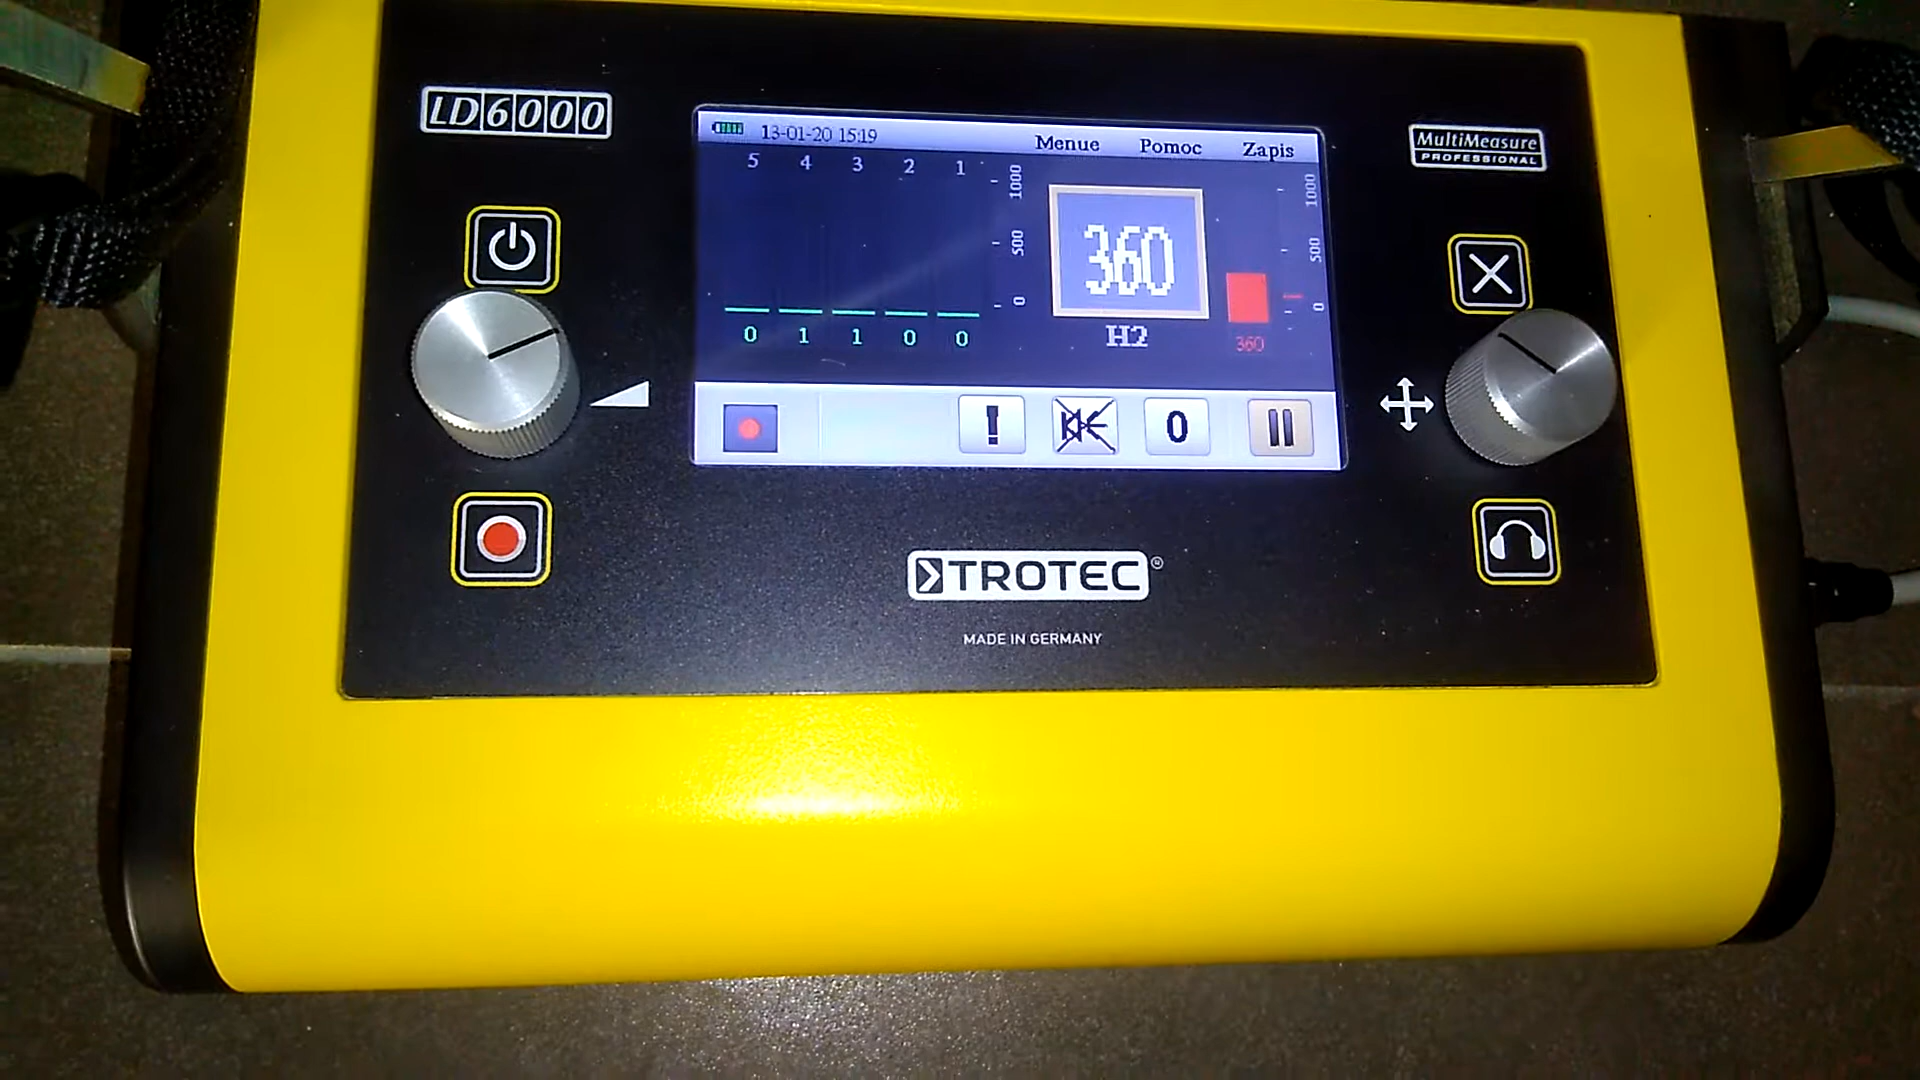 LD6000
13-01-20 15:19
Menue Pomoc Zapis
MultiMeasure
PROFESSIONAL
5 4 3 2 1
1000
500
0
360
H2
1000
500
0
360
0 1 1 0 0
! 0
TROTEC®
MADE IN GERMANY